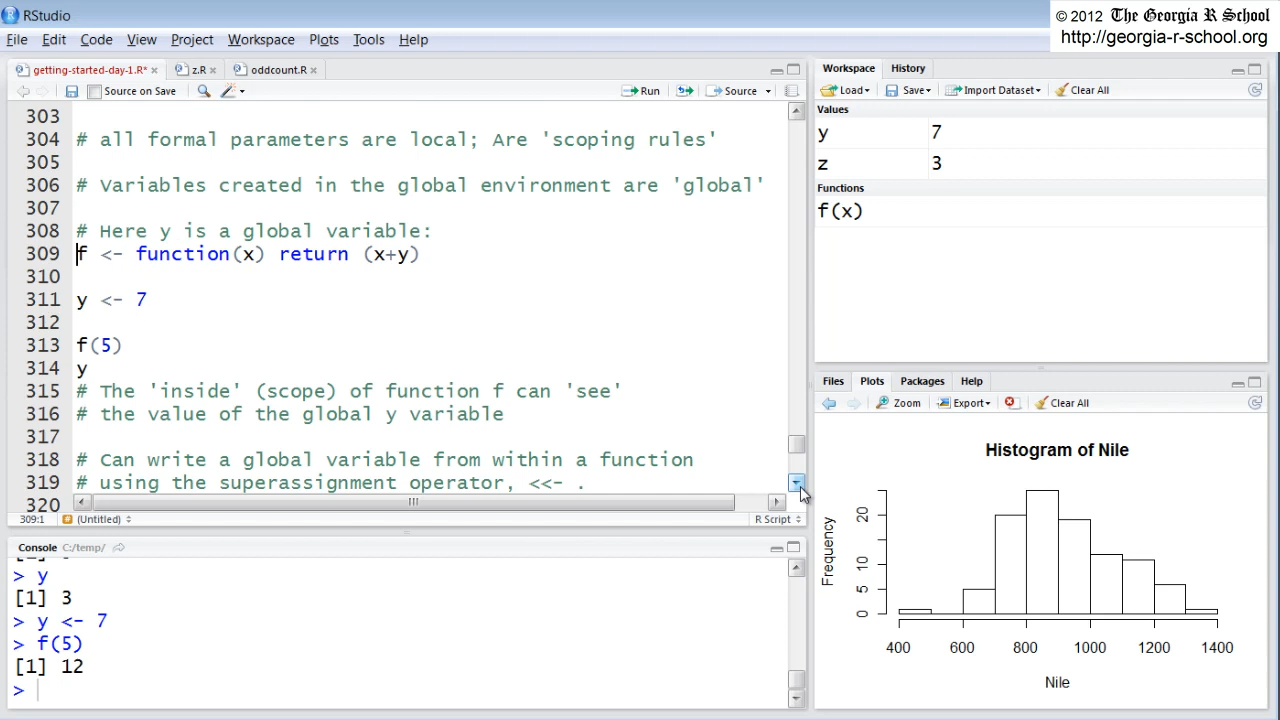 RStudio
© 2012 The Georgia R School
http://georgia-r-school.org
File Edit Code View Project Workspace Plots Tools Help
getting-started-day-1.R* z.R oddcount.R
Source on Save Run Source
303
304 # all formal parameters are local; Are 'scoping rules'
305
306 # Variables created in the global environment are 'global'
307
308 # Here y is a global variable:
309 f <- function(x) return (x+y)
310
311 y <- 7
312
313 f(5)
314 y
315 # The 'inside' (scope) of function f can 'see'
316 # the value of the global y variable
317
318 # Can write a global variable from within a function
319 # using the superassignment operator, <<- .
320
309:1 (Untitled) R Script
Console C:/temp/
> y
[1] 3
> y <- 7
> f(5)
[1] 12
>
Workspace History
Load Save Import Dataset Clear All
Values
y 7
z 3
Functions
f(x)
Files Plots Packages Help
Zoom Export Clear All
Histogram of Nile
Frequency
20
10
5
0
400 600 800 1000 1200 1400
Nile